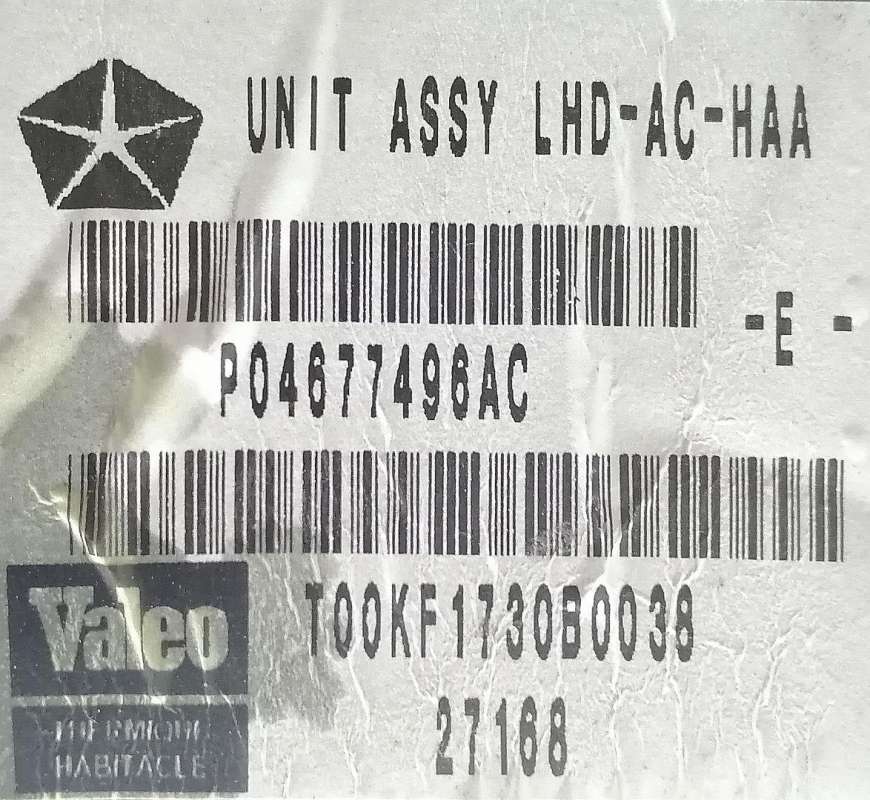 UNIT ASSY LHD-AC-HAA
-E -
P04677496AC
T00KF1730B0038
Valeo
27168
THERMIQUE
HABITACLE